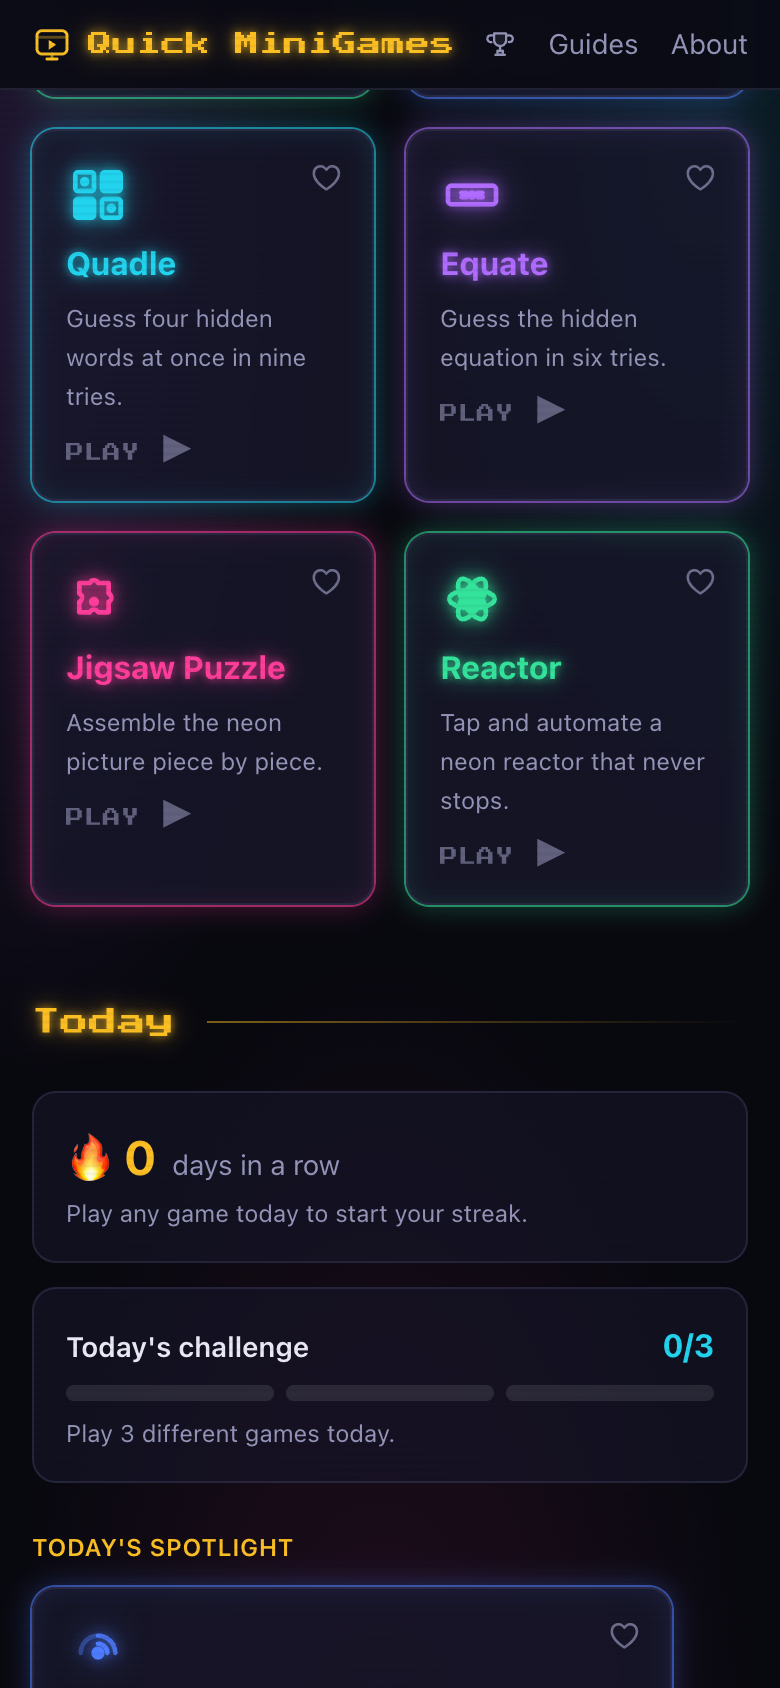 Quick MiniGames
Guides
About
Quadle
Guess four hidden
words at once in nine
tries.
PLAY
Equate
Guess the hidden
equation in six tries.
PLAY
Jigsaw Puzzle
Assemble the neon
picture piece by piece.
PLAY
Reactor
Tap and automate a
neon reactor that never
stops.
PLAY
Today
0 days in a row
Play any game today to start your streak.
Today's challenge 0/3
Play 3 different games today.
TODAY'S SPOTLIGHT